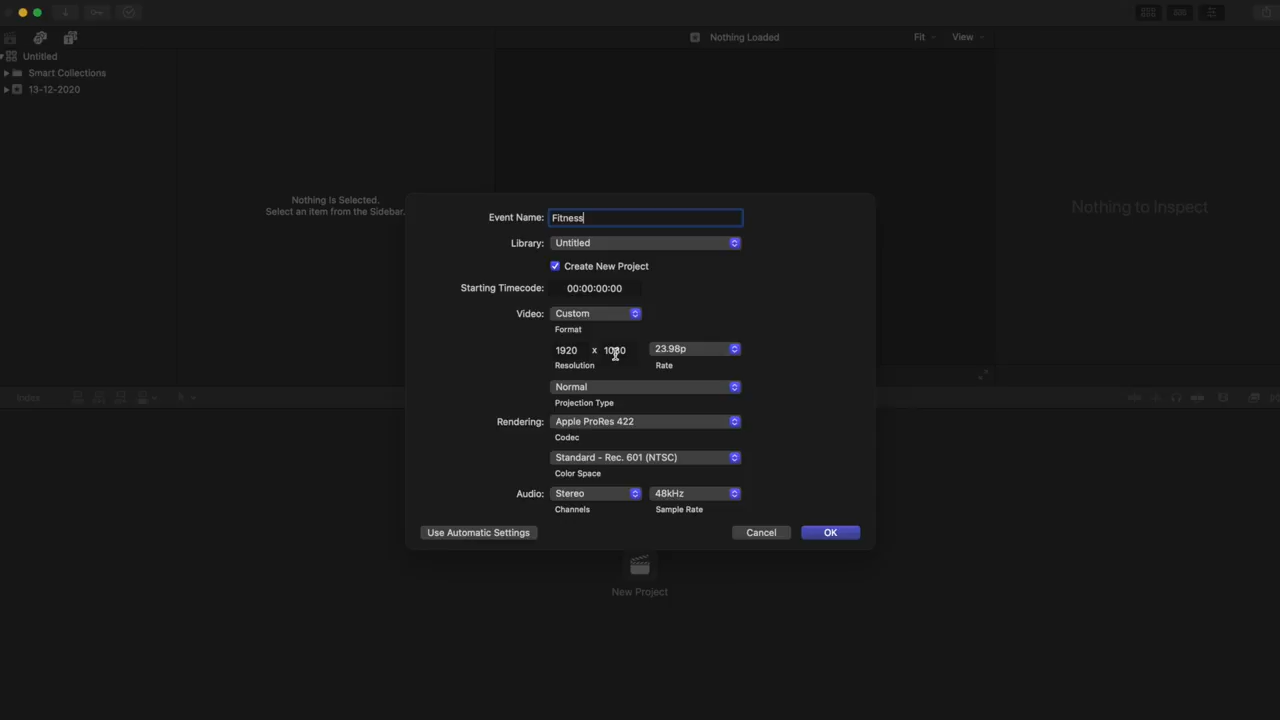 Nothing Loaded
Fit
View
Untitled
Smart Collections
13-12-2020
Nothing Is Selected.
Select an item from the Sidebar.
Nothing to Inspect
Event Name: Fitness
Library: Untitled
Create New Project
Starting Timecode: 00:00:00:00
Video: Custom
Format
1920 x 1080 23.98p
Resolution Rate
Normal
Projection Type
Rendering: Apple ProRes 422
Codec
Standard - Rec. 601 (NTSC)
Color Space
Audio: Stereo 48kHz
Channels Sample Rate
Use Automatic Settings Cancel OK
Index
New Project